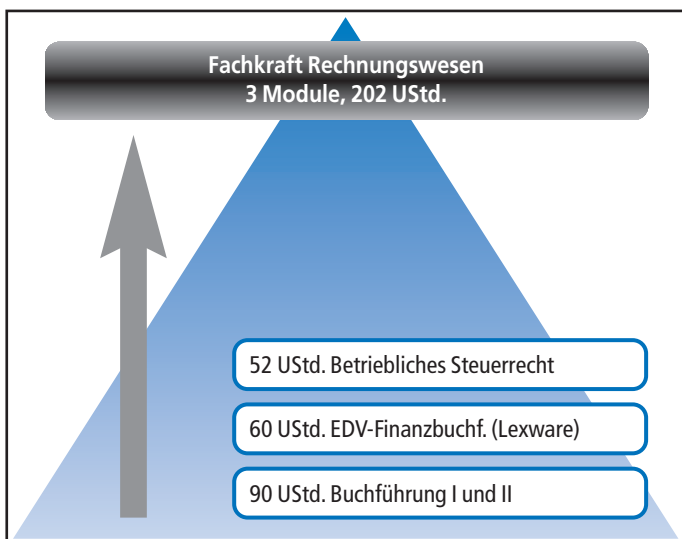 Fachkraft Rechnungswesen
3 Module, 202 UStd.
52 UStd. Betriebliches Steuerrecht
60 UStd. EDV-Finanzbuchf. (Lexware)
90 UStd. Buchführung I und II